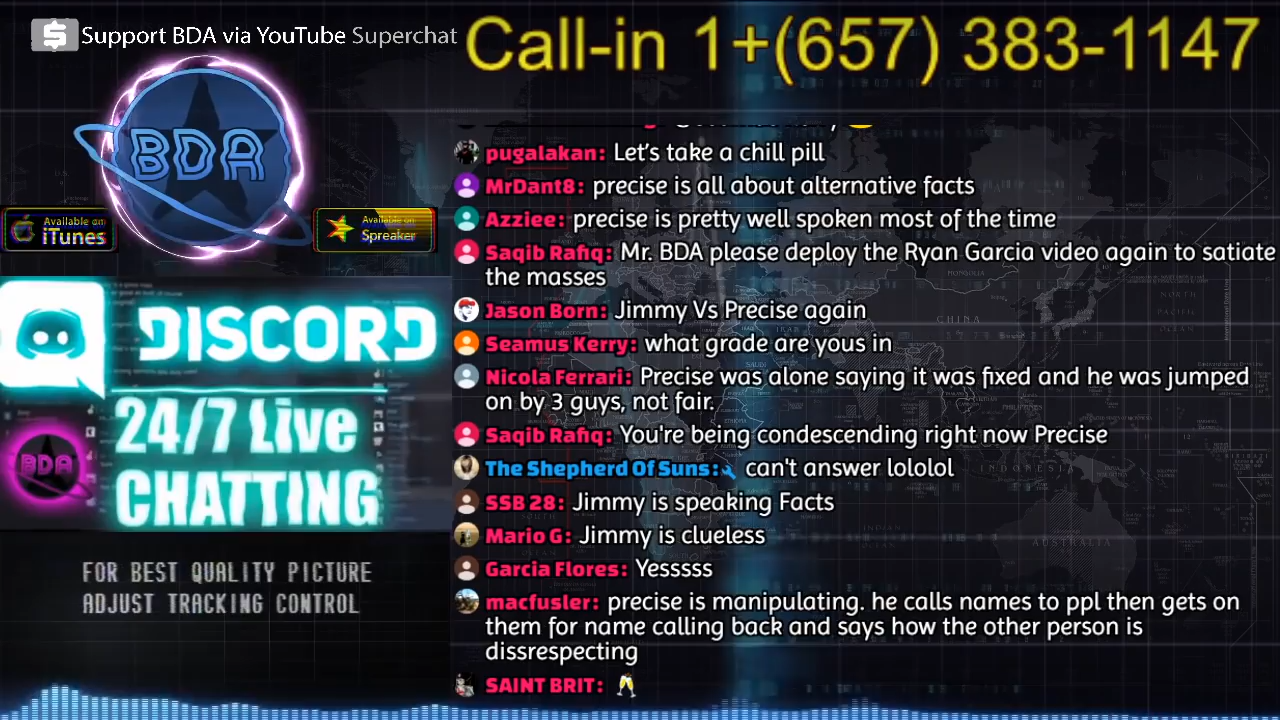 Support BDA via YouTube Superchat
Call-in 1+(657) 383-1147
BDA
Available on
iTunes
Available on
Spreaker
DISCORD
24/7 Live
CHATTING
BDA
FOR BEST QUALITY PICTURE
ADJUST TRACKING CONTROL
pugalakan: Let's take a chill pill
MrDant8: precise is all about alternative facts
Azziee: precise is pretty well spoken most of the time
Saqib Rafiq: Mr. BDA please deploy the Ryan Garcia video again to satiate
the masses
Jason Born: Jimmy Vs Precise again
Seamus Kerry: what grade are yous in
Nicola Ferrari: Precise was alone saying it was fixed and he was jumped
on by 3 guys, not fair.
Saqib Rafiq: You're being condescending right now Precise
The Shepherd Of Suns: can't answer lololol
SSB 28: Jimmy is speaking Facts
Mario G: Jimmy is clueless
Garcia Flores: Yesssss
macfusler: precise is manipulating. he calls names to ppl then gets on
them for name calling back and says how the other person is
dissrespecting
SAINT BRIT:
CHINA
INDONESIA
AUSTRALIA